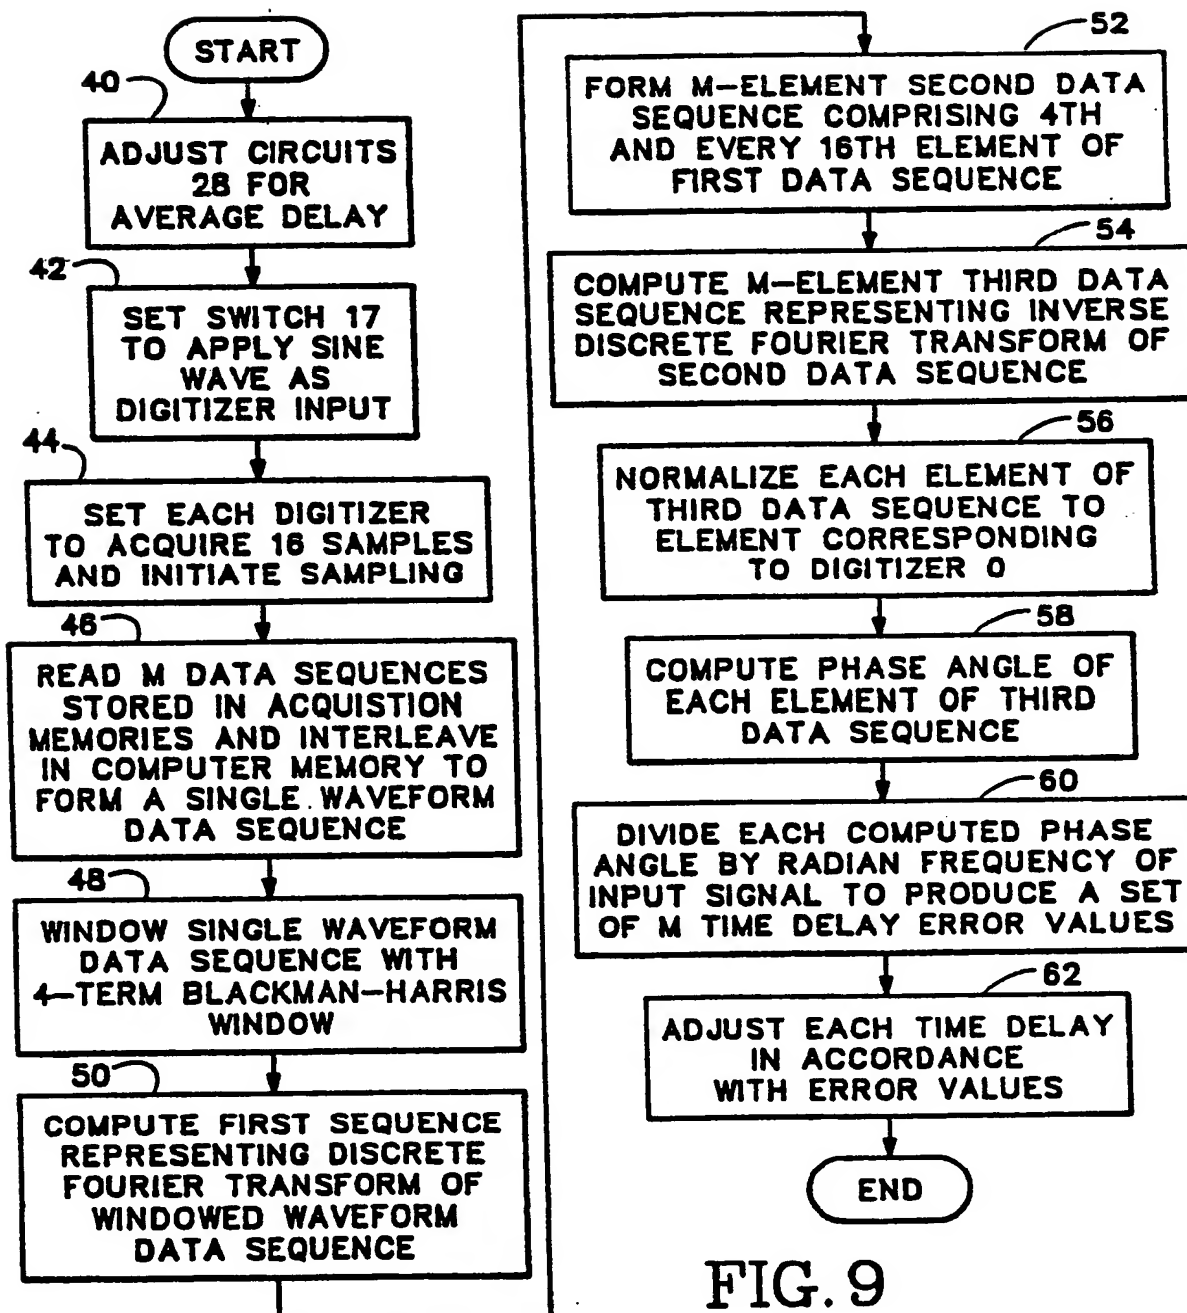 START
40
ADJUST CIRCUITS
28 FOR
AVERAGE DELAY
42
SET SWITCH 17
TO APPLY SINE
WAVE AS
DIGITIZER INPUT
44
SET EACH DIGITIZER
TO ACQUIRE 16 SAMPLES
AND INITIATE SAMPLING
46
READ M DATA SEQUENCES
STORED IN ACQUISTION
MEMORIES AND INTERLEAVE
IN COMPUTER MEMORY TO
FORM A SINGLE WAVEFORM
DATA SEQUENCE
48
WINDOW SINGLE WAVEFORM
DATA SEQUENCE WITH
4-TERM BLACKMAN-HARRIS
WINDOW
50
COMPUTE FIRST SEQUENCE
REPRESENTING DISCRETE
FOURIER TRANSFORM OF
WINDOWED WAVEFORM
DATA SEQUENCE
52
FORM M-ELEMENT SECOND DATA
SEQUENCE COMPRISING 4TH
AND EVERY 16TH ELEMENT OF
FIRST DATA SEQUENCE
54
COMPUTE M-ELEMENT THIRD DATA
SEQUENCE REPRESENTING INVERSE
DISCRETE FOURIER TRANSFORM OF
SECOND DATA SEQUENCE
56
NORMALIZE EACH ELEMENT OF
THIRD DATA SEQUENCE TO
ELEMENT CORRESPONDING
TO DIGITIZER 0
58
COMPUTE PHASE ANGLE OF
EACH ELEMENT OF THIRD
DATA SEQUENCE
60
DIVIDE EACH COMPUTED PHASE
ANGLE BY RADIAN FREQUENCY OF
INPUT SIGNAL TO PRODUCE A SET
OF M TIME DELAY ERROR VALUES
62
ADJUST EACH TIME DELAY
IN ACCORDANCE
WITH ERROR VALUES
END
FIG. 9